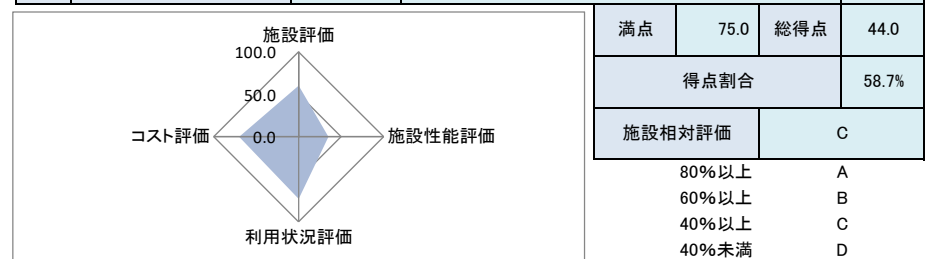 施設評価
100.0
50.0
0.0
コスト評価
施設性能評価
利用状況評価
満点 75.0 総得点 44.0
得点割合 58.7%
施設相対評価 C
80%以上 A
60%以上 B
40%以上 C
40%未満 D